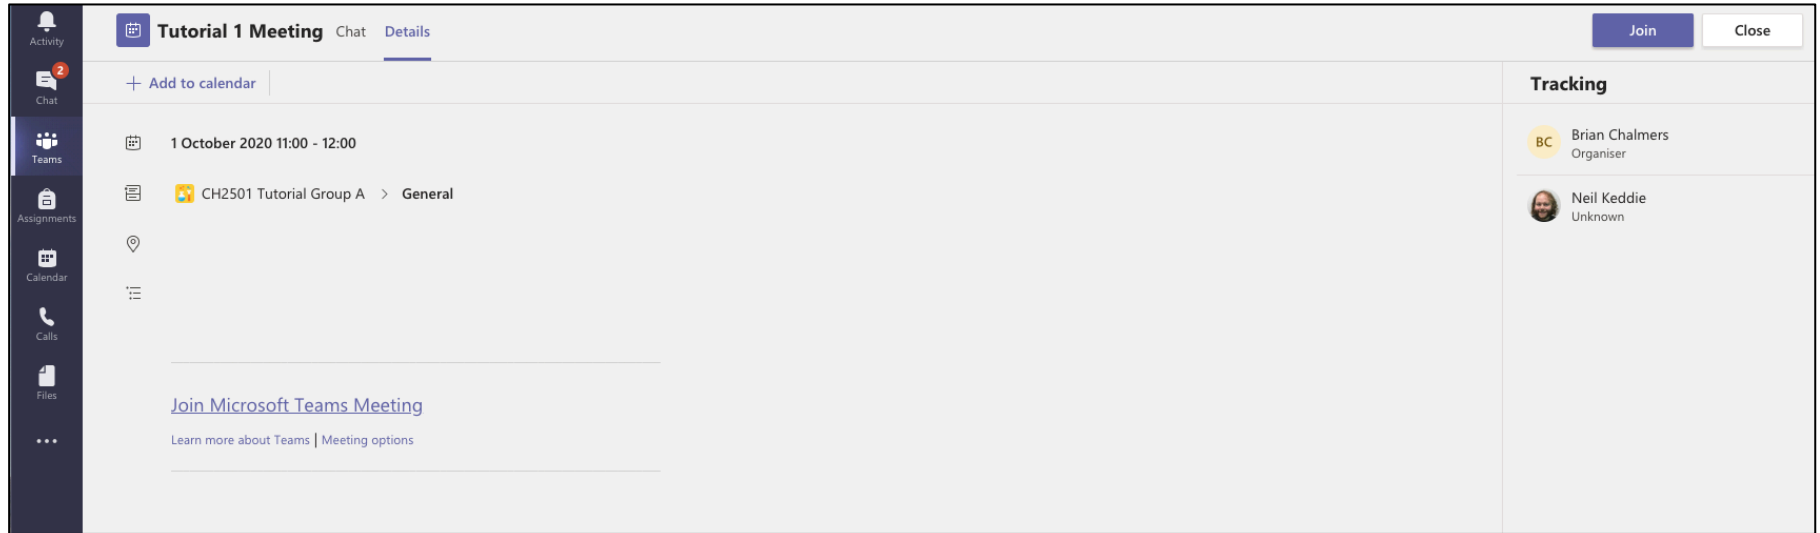 Activity
2
Chat
Teams
Assignments
Calendar
Calls
Files
Tutorial 1 Meeting Chat Details
Join Close
+ Add to calendar
1 October 2020 11:00 - 12:00
CH2501 Tutorial Group A > General
Join Microsoft Teams Meeting
Learn more about Teams | Meeting options
Tracking
BC
Brian Chalmers
Organiser
Neil Keddie
Unknown